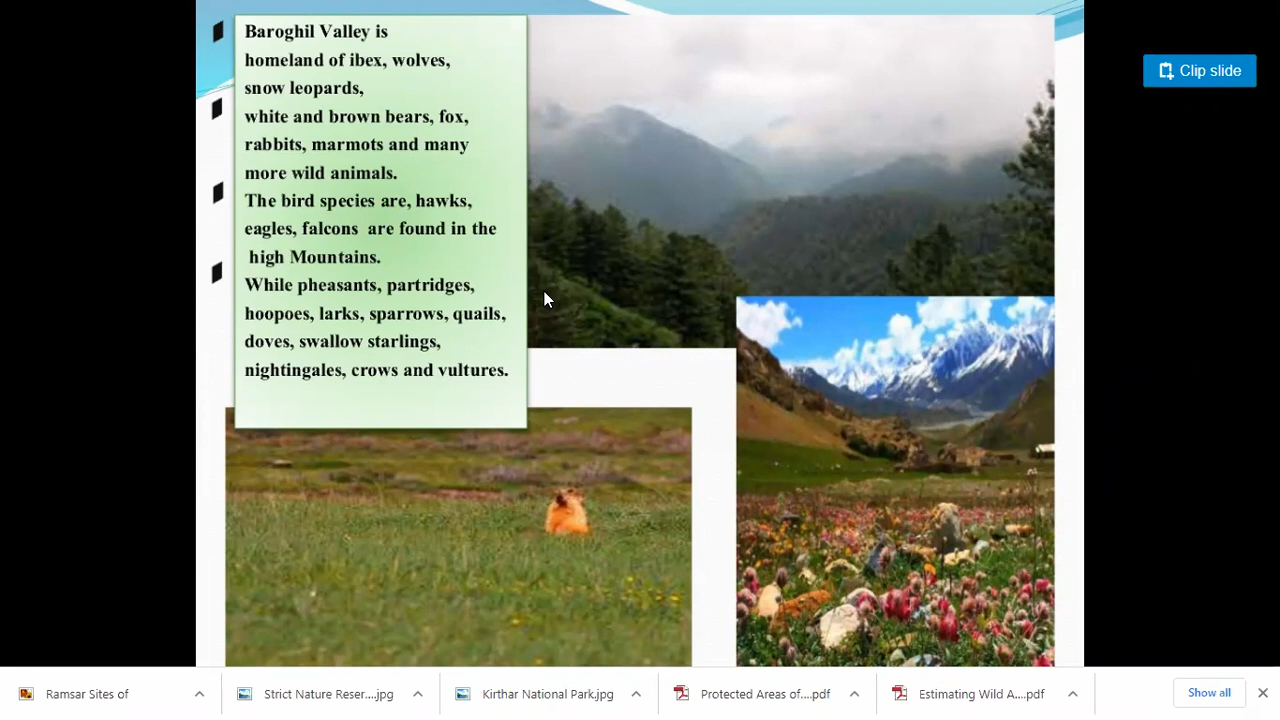 Baroghil Valley is
homeland of ibex, wolves,
snow leopards,
white and brown bears, fox,
rabbits, marmots and many
more wild animals.
The bird species are, hawks,
eagles, falcons are found in the
high Mountains.
While pheasants, partridges,
hoopoes, larks, sparrows, quails,
doves, swallow starlings,
nightingales, crows and vultures.
Clip slide
Ramsar Sites of
Strict Nature Reser....jpg
Kirthar National Park.jpg
Protected Areas of....pdf
Estimating Wild A....pdf
Show all